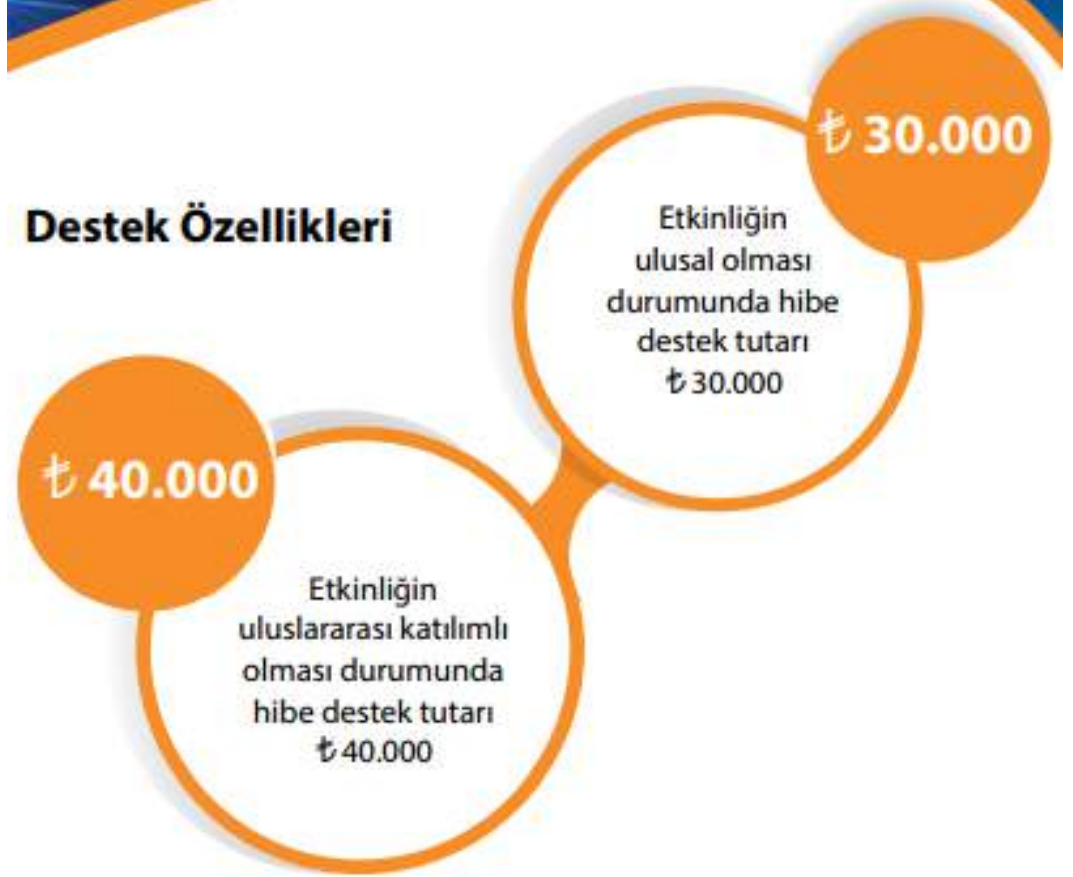 Destek Özellikleri
₺ 30.000
Etkinliğin
ulusal olması
durumunda hibe
destek tutarı
₺ 30.000
₺ 40.000
Etkinliğin
uluslararası katılımlı
olması durumunda
hibe destek tutarı
₺ 40.000